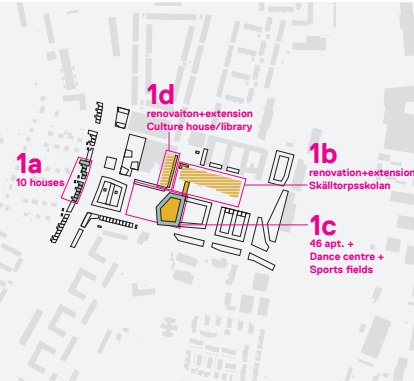 1d
renovaiton+extension
Culture house/library
1a
10 houses
1b
renovation+extension
Skälltorpsskolan
1c
46 apt. +
Dance centre +
Sports fields